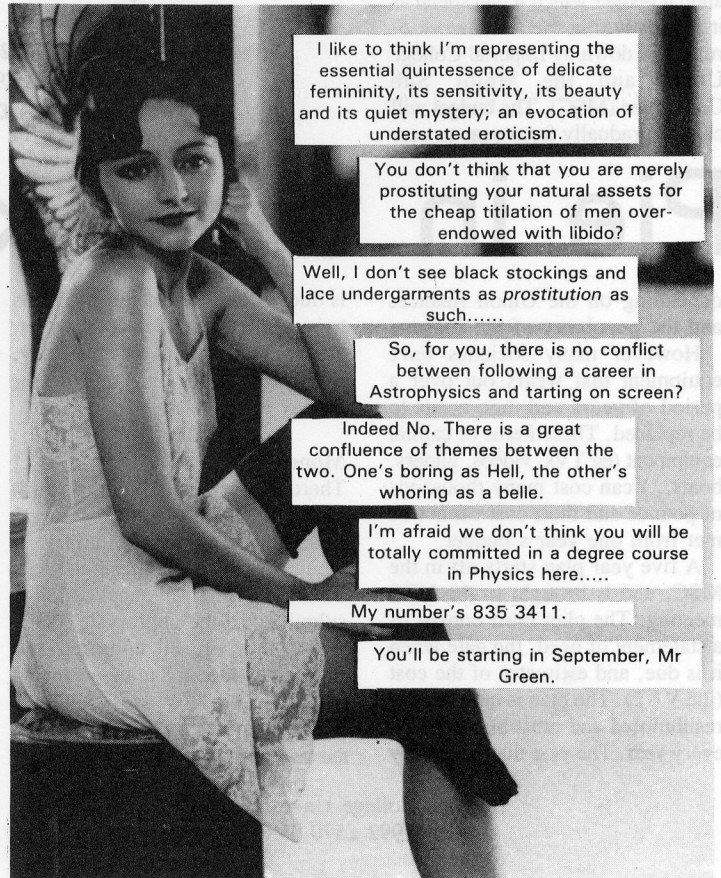 I like to think I'm representing the
essential quintessence of delicate
femininity, its sensitivity, its beauty
and its quiet mystery; an evocation of
understated eroticism.
You don't think that you are merely
prostituting your natural assets for
the cheap titilation of men over-
endowed with libido?
Well, I don't see black stockings and
lace undergarments as prostitution as
such......
So, for you, there is no conflict
between following a career in
Astrophysics and tarting on screen?
Indeed No. There is a great
confluence of themes between the
two. One's boring as Hell, the other's
whoring as a belle.
I'm afraid we don't think you will be
totally committed in a degree course
in Physics here.....
My number's 835 3411.
You'll be starting in September, Mr
Green.